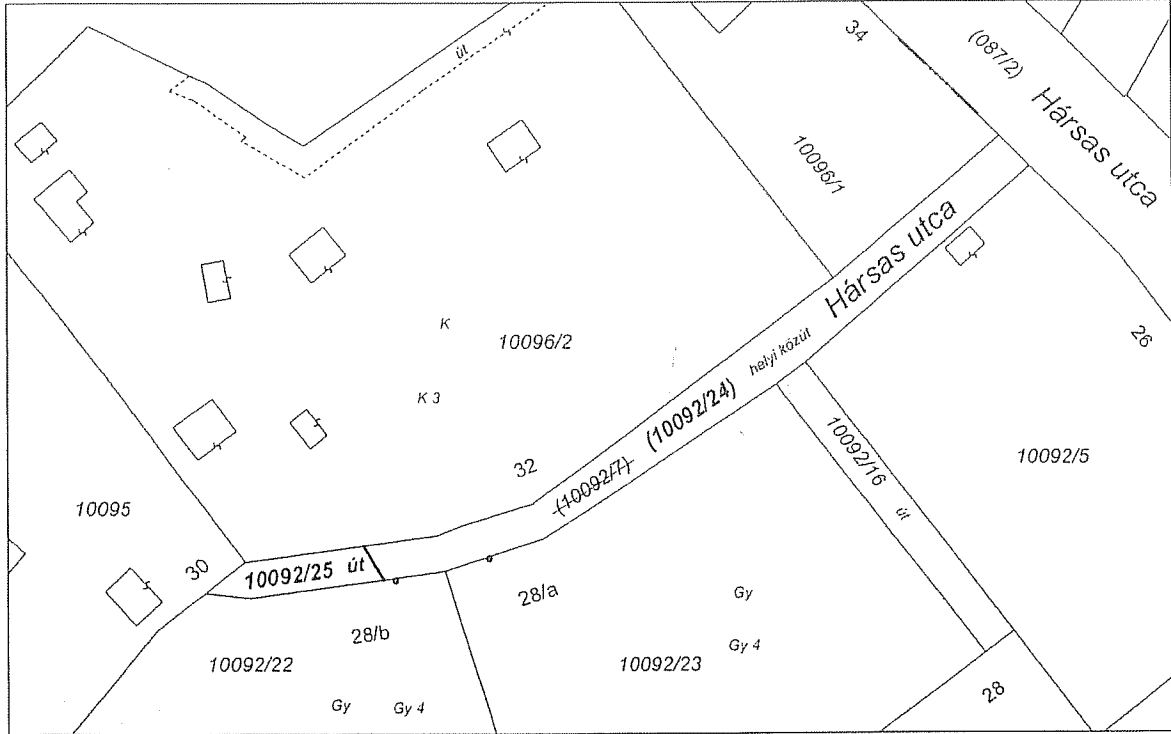 út
34
(087/2) Hársas utca
10096/1
Hársas utca
26
K
10096/2
helyi közút
K 3
(10092/24)
32
(10092/7)
10092/16 út
10092/5
10095
30
10092/25 út
28/a
Gy
28/b
Gy 4
10092/22
10092/23
28
Gy
Gy 4